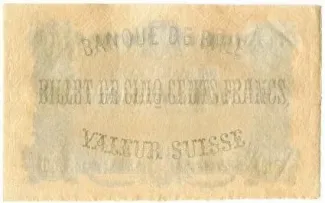 BANQUE DE
BILLET DE CINQ CENTS FRANCS
VALEUR SUISSE